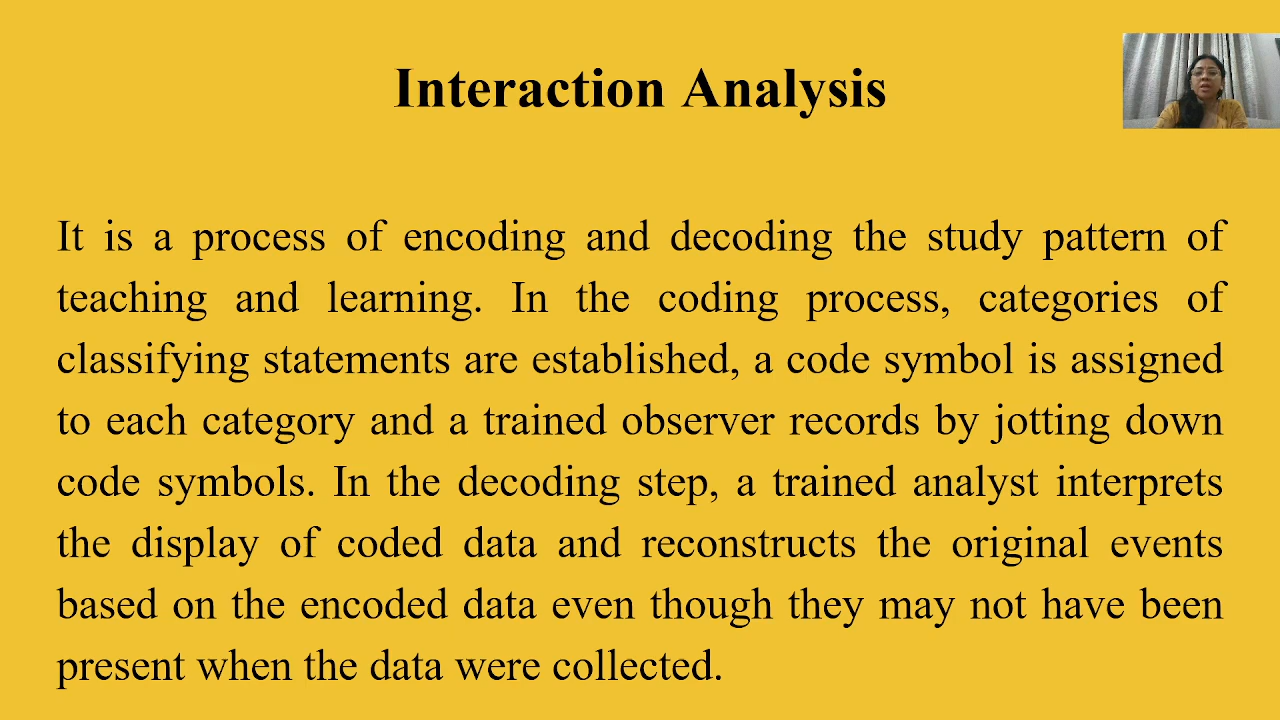 Interaction Analysis
It is a process of encoding and decoding the study pattern of
teaching and learning. In the coding process, categories of
classifying statements are established, a code symbol is assigned
to each category and a trained observer records by jotting down
code symbols. In the decoding step, a trained analyst interprets
the display of coded data and reconstructs the original events
based on the encoded data even though they may not have been
present when the data were collected.